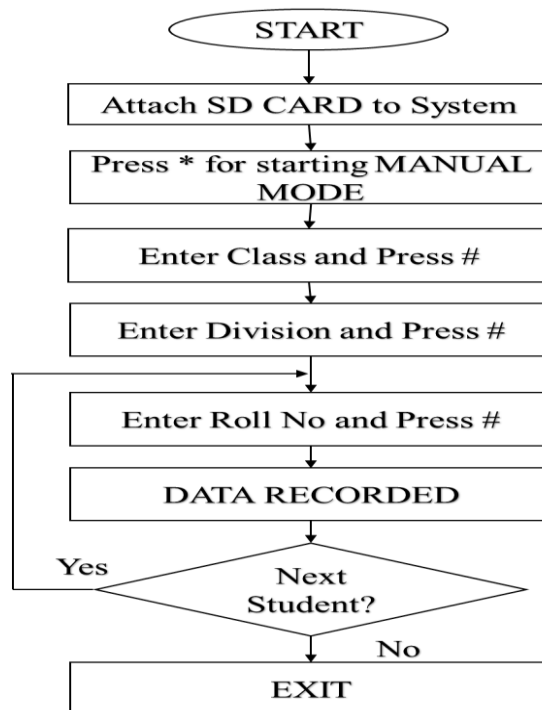 START
Attach SD CARD to System
Press * for starting MANUAL
MODE
Enter Class and Press #
Enter Division and Press #
Enter Roll No and Press #
DATA RECORDED
Yes
Next
Student?
No
EXIT